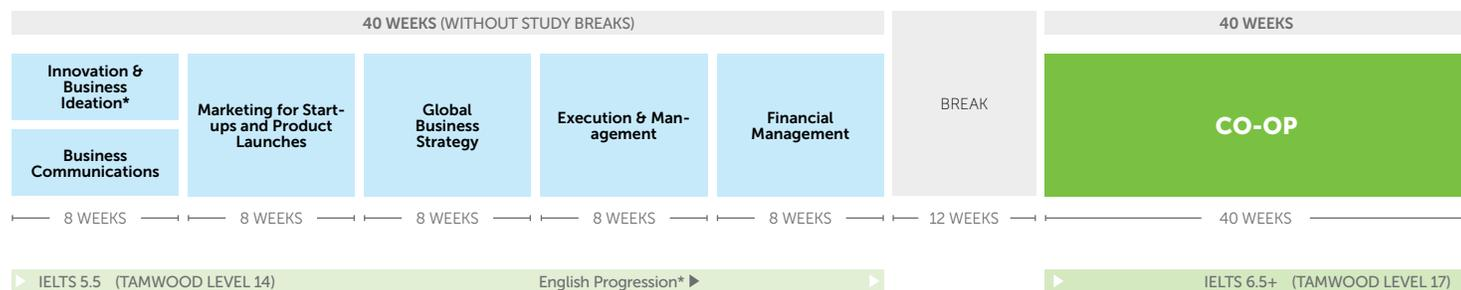 40 WEEKS (WITHOUT STUDY BREAKS)
40 WEEKS
Innovation &
Business
Ideation*
Business
Communications
Marketing for Start-
ups and Product
Launches
Global
Business
Strategy
Execution & Man-
agement
Financial
Management
BREAK
CO-OP
8 WEEKS
8 WEEKS
8 WEEKS
8 WEEKS
8 WEEKS
12 WEEKS
40 WEEKS
IELTS 5.5 (TAMWOOD LEVEL 14)
English Progression*
IELTS 6.5+ (TAMWOOD LEVEL 17)